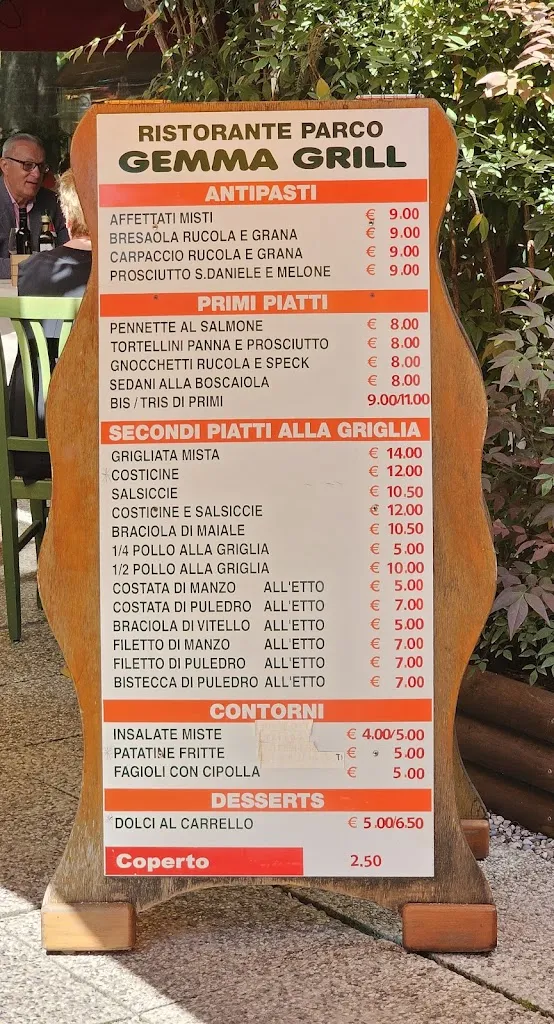 RISTORANTE PARCO
GEMMA GRILL
ANTIPASTI
AFFETTATI MISTI € 9.00
BRESAOLA RUCOLA E GRANA € 9.00
CARPACCIO RUCOLA E GRANA € 9.00
PROSCIUTTO S.DANIELE E MELONE € 9.00
PRIMI PIATTI
PENNETTE AL SALMONE € 8.00
TORTELLINI PANNA E PROSCIUTTO € 8.00
GNOCCHETTI RUCOLA E SPECK € 8.00
SEDANI ALLA BOSCAIOLA € 8.00
BIS / TRIS DI PRIMI 9.00/11.00
SECONDI PIATTI ALLA GRIGLIA
GRIGLIATA MISTA € 14.00
*COSTICINE € 12.00
SALSICCIE € 10.50
COSTICINE E SALSICCIE € 12.00
BRACIOLA DI MAIALE € 10.50
1/4 POLLO ALLA GRIGLIA € 5.00
1/2 POLLO ALLA GRIGLIA € 10.00
COSTATA DI MANZO ALL'ETTO € 5.00
COSTATA DI PULEDRO ALL'ETTO € 7.00
BRACIOLA DI VITELLO ALL'ETTO € 5.00
FILETTO DI MANZO ALL'ETTO € 7.00
FILETTO DI PULEDRO ALL'ETTO € 7.00
BISTECCA DI PULEDRO ALL'ETTO € 7.00
CONTORNI
INSALATE MISTE € 4.00/5.00
*PATATINE FRITTE TI € 5.00
FAGIOLI CON CIPOLLA € 5.00
DESSERTS
*DOLCI AL CARRELLO € 5.00/6.50
Coperto 2.50